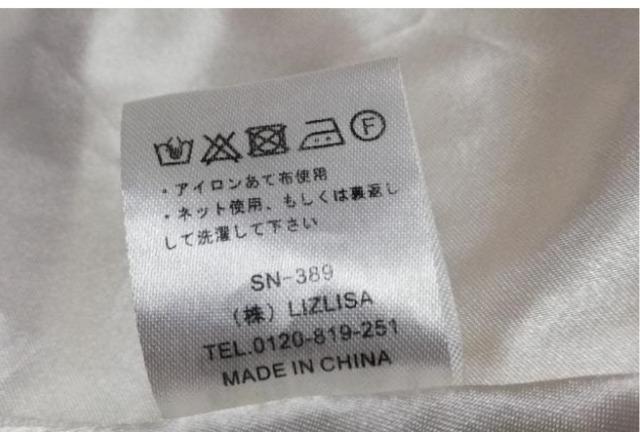 F
・アイロンあて布使用
・ネット使用、もしくは裏返し
して洗濯して下さい
SN-389
(株) LIZLISA
TEL.0120-819-251
MADE IN CHINA